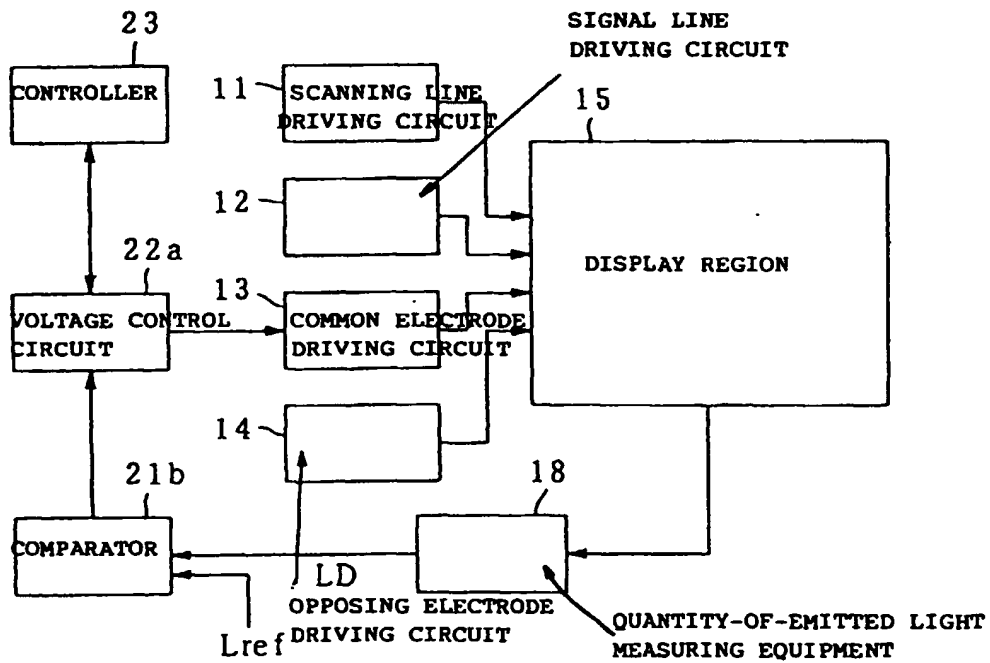 SIGNAL LINE
DRIVING CIRCUIT
23
CONTROLLER
11
SCANNING LINE
DRIVING CIRCUIT
15
12
DISPLAY REGION
22a
VOLTAGE CONTROL
CIRCUIT
13
COMMON ELECTRODE
DRIVING CIRCUIT
14
21b
COMPARATOR
18
LD
OPPOSING ELECTRODE
DRIVING CIRCUIT
Lref
QUANTITY-OF-EMITTED LIGHT
MEASURING EQUIPMENT